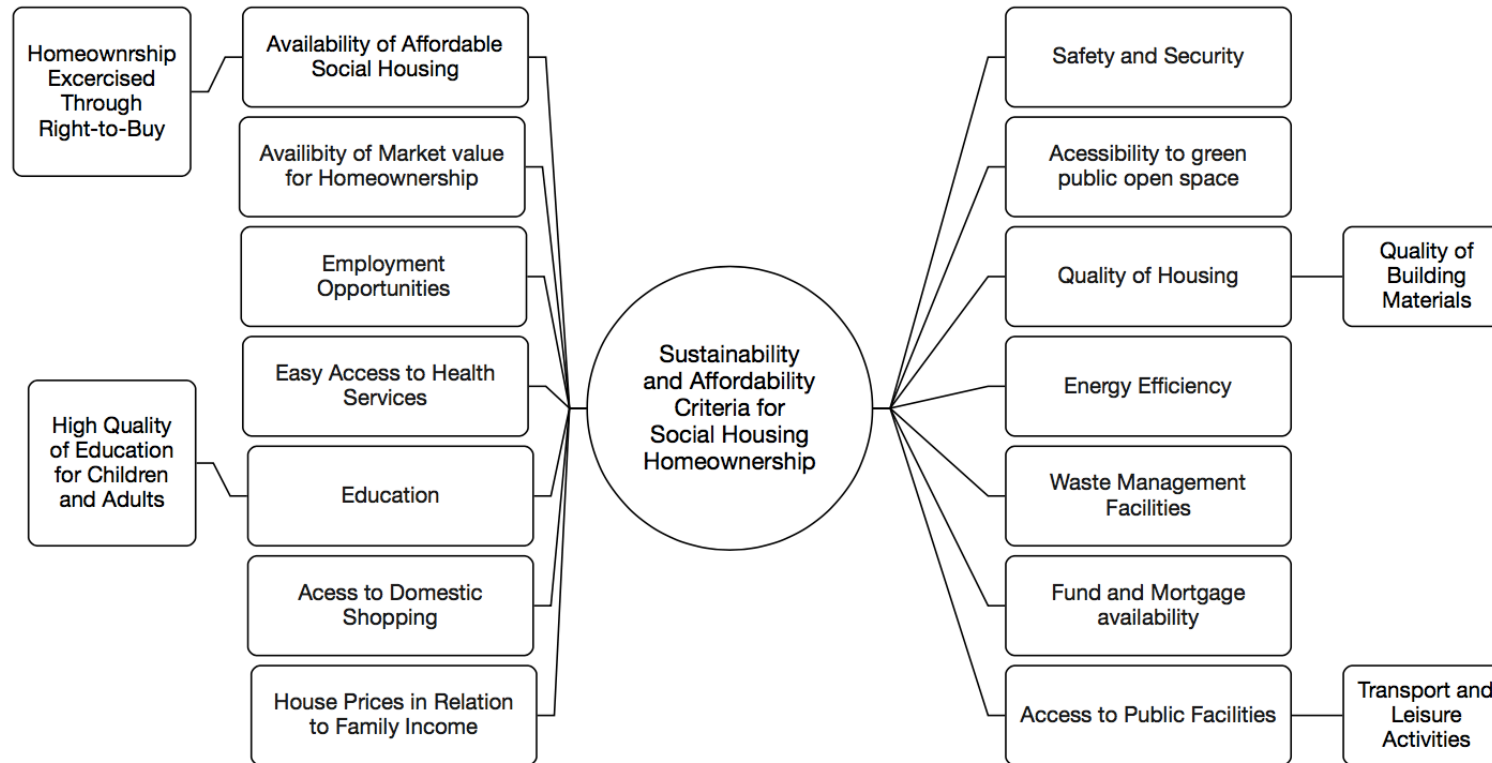 Homeownrship
Excercised
Through
Right-to-Buy
Availability of Affordable
Social Housing
Availibity of Market value
for Homeownership
Employment
Opportunities
Easy Access to Health
Services
High Quality
of Education
for Children
and Adults
Education
Acess to Domestic
Shopping
House Prices in Relation
to Family Income
Sustainability
and Affordability
Criteria for
Social Housing
Homeownership
Safety and Security
Acessibility to green
public open space
Quality of Housing
Quality of
Building
Materials
Energy Efficiency
Waste Management
Facilities
Fund and Mortgage
availability
Access to Public Facilities
Transport and
Leisure
Activities